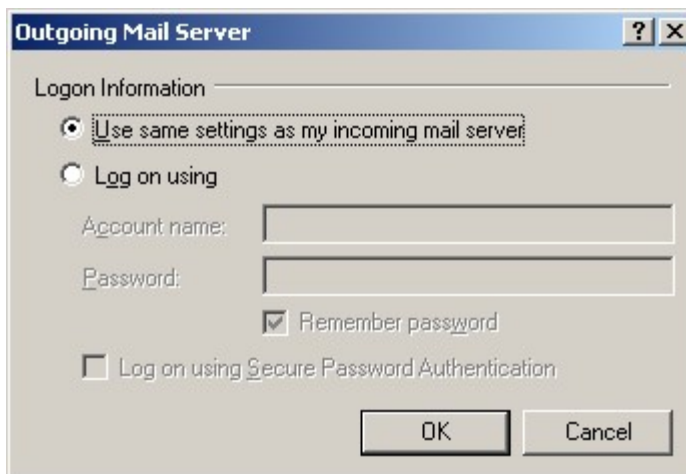 Outgoing Mail Server
Logon Information
Use same settings as my incoming mail server
Log on using
Account name:
Password:
Remember password
Log on using Secure Password Authentication
OK Cancel